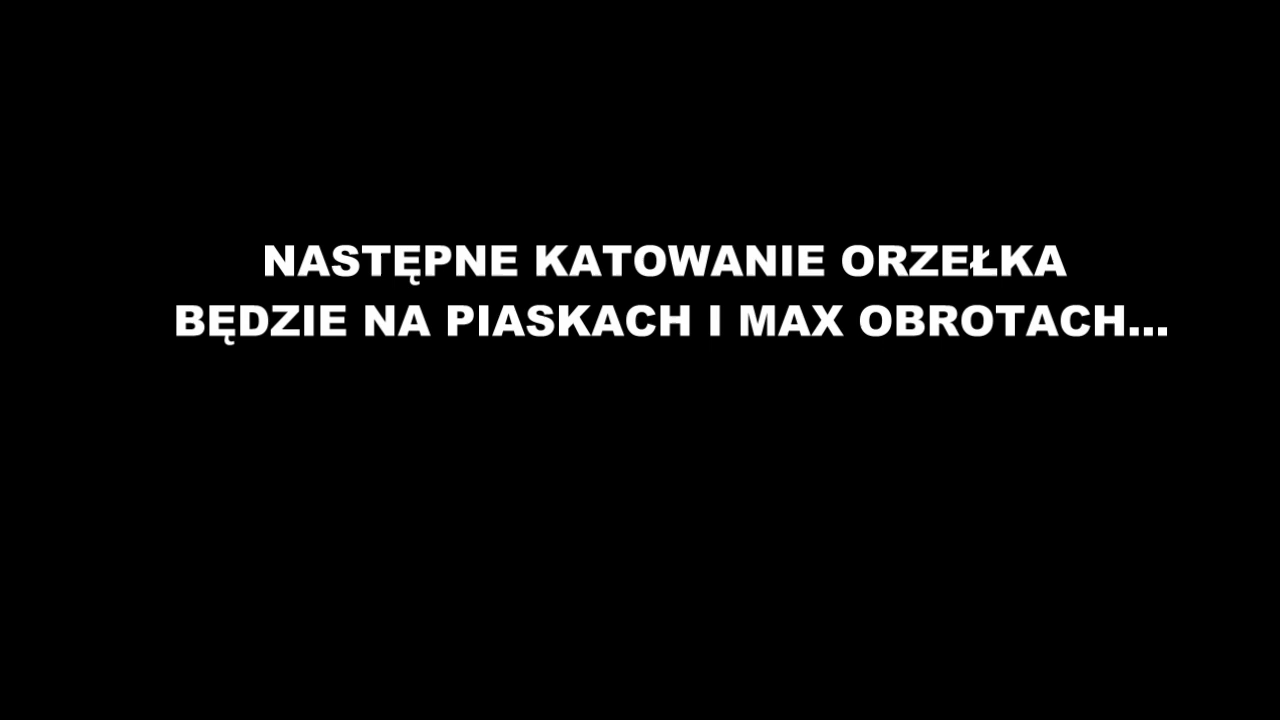 NASTĘPNE KATOWANIE ORZEŁKA
BĘDZIE NA PIASKACH I MAX OBROTACH...